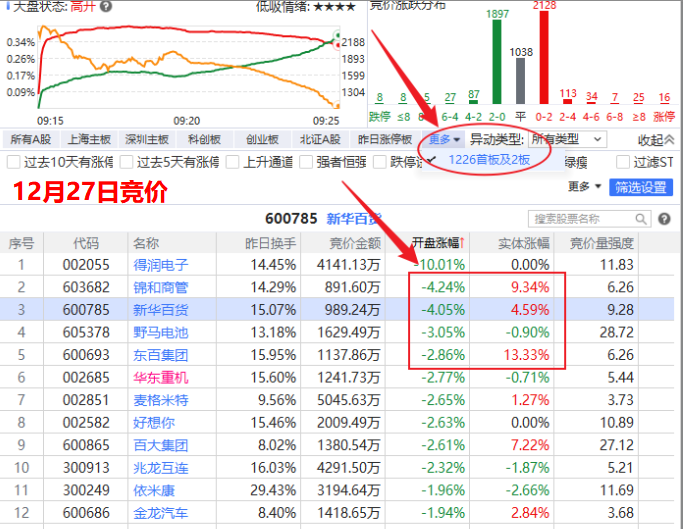 大盘状态: 高升 ? 低吸情绪: ★★★★
竞价涨跌分布
0.34% 2188
0.26% 1893
0.17% 1599
0.09% 1304
09:15 09:20 09:25
8 8 5 27 87 1897 1038 2128 113 34 7 25 16
跌停 ≤8 8-6 6-4 4-2 2-0 平 0-2 2-4 4-6 6-8 ≥8 涨停
所有A股 上海主板 深圳主板 科创板 创业板 北证A股 昨日涨停板 更多 异动类型: 所有类型 收起
过去10天有涨停 过去5天有涨停 上升通道 强者恒强 跌停 1226首板及2板 绿瘦 过滤ST
12月27日竞价
更多 筛选设置
600785 新华百货 搜索股票名称 ?
序号 代码 名称 昨日换手 竞价金额 开盘涨幅↑ 实体涨幅 竞价量强度
1 002055 得润电子 14.45% 4141.13万 -10.01% 0.00% 11.83
2 603682 锦和商管 14.29% 891.60万 -4.24% 9.34% 6.26
3 600785 新华百货 15.07% 989.24万 -4.05% 4.59% 9.28
4 605378 野马电池 13.18% 1629.49万 -3.05% -0.90% 28.72
5 600693 东百集团 15.95% 1137.86万 -2.86% 13.33% 6.26
6 002685 华东重机 15.60% 1241.73万 -2.77% -0.71% 5.44
7 002851 麦格米特 9.56% 5045.63万 -2.65% 1.27% 3.73
8 002582 好想你 15.46% 2009.49万 -2.63% 0.00% 10.89
9 600865 百大集团 8.02% 1380.54万 -2.61% 7.22% 27.12
10 300913 兆龙互连 16.03% 4291.50万 -2.32% -1.87% 5.21
11 300249 依米康 29.43% 3194.64万 -1.96% -2.66% 11.69
12 600686 金龙汽车 8.40% 1418.65万 -1.94% 2.84% 3.68